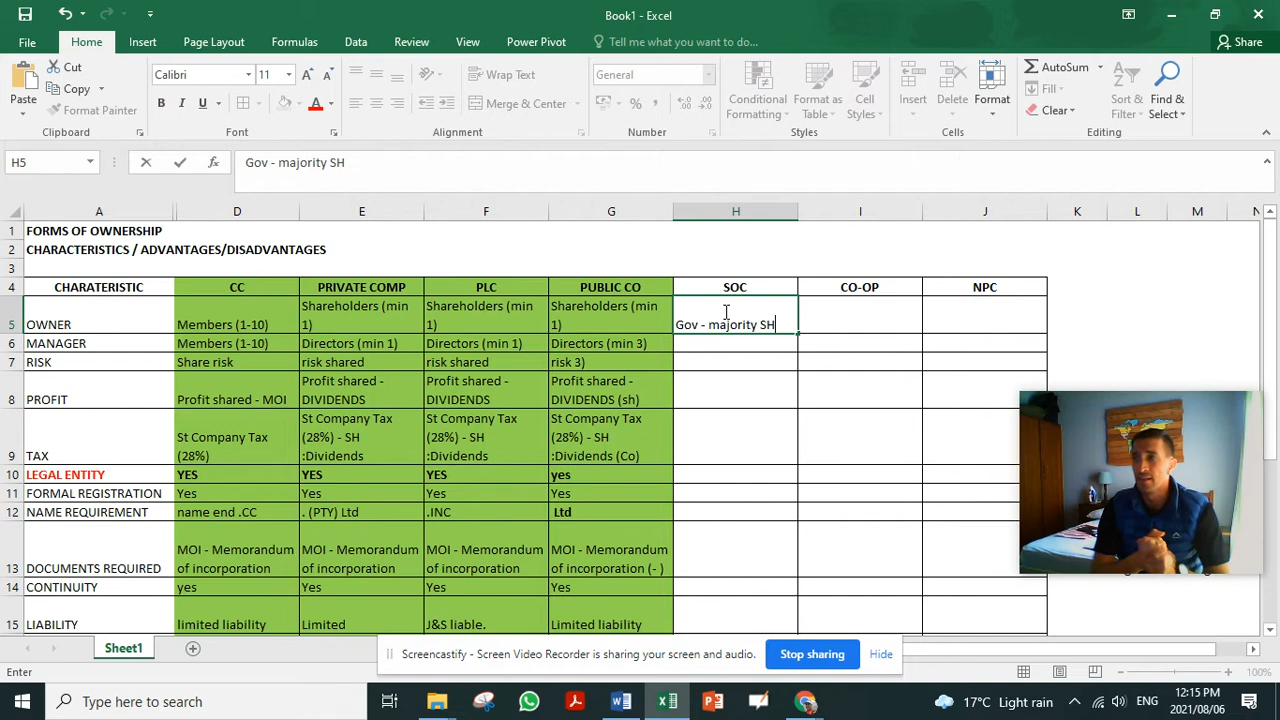 Book1 - Excel
File
Home
Insert
Page Layout
Formulas
Data
Review
View
Power Pivot
Tell me what you want to do...
Share
Paste
Cut
Copy
Format Painter
Clipboard
Calibri
11
B I U
Font
Wrap Text
Merge & Center
Alignment
General
%
Number
Conditional Formatting
Format as Table
Cell Styles
Styles
Insert
Delete
Format
Cells
AutoSum
Fill
Clear
Sort & Filter
Find & Select
Editing
H5
fx
Gov - majority SH
A D E F G H I J K L M N
1 FORMS OF OWNERSHIP
2 CHARACTERISTICS / ADVANTAGES/DISADVANTAGES
3
4 CHARATERISTIC CC PRIVATE COMP PLC PUBLIC CO SOC CO-OP NPC
Shareholders (min Shareholders (min Shareholders (min
5 OWNER Members (1-10) 1) 1) 1) Gov - majority SH
6 MANAGER Members (1-10) Directors (min 1) Directors (min 1) Directors (min 3)
7 RISK Share risk risk shared risk shared risk 3)
Profit shared - Profit shared - Profit shared -
8 PROFIT Profit shared - MOI DIVIDENDS DIVIDENDS DIVIDENDS (sh)
St Company Tax St Company Tax St Company Tax
St Company Tax (28%) - SH (28%) - SH (28%) - SH
9 TAX (28%) :Dividends :Dividends :Dividends (Co)
10 LEGAL ENTITY YES YES YES yes
11 FORMAL REGISTRATION Yes Yes Yes Yes
12 NAME REQUIREMENT name end .CC . (PTY) Ltd .INC Ltd
MOI - Memorandum MOI - Memorandum MOI - Memorandum MOI - Memorandum
13 DOCUMENTS REQUIRED of incorporation of incorporation of incorporation of incorporation (- )
14 CONTINUITY yes Yes Yes Yes
15 LIABILITY limited liability Limited J&S liable. Limited liability
Sheet1
Screencastify - Screen Video Recorder is sharing your screen and audio.
Stop sharing
Hide
Enter
100%
Type here to search
17°C Light rain
ENG
12:15 PM
2021/08/06